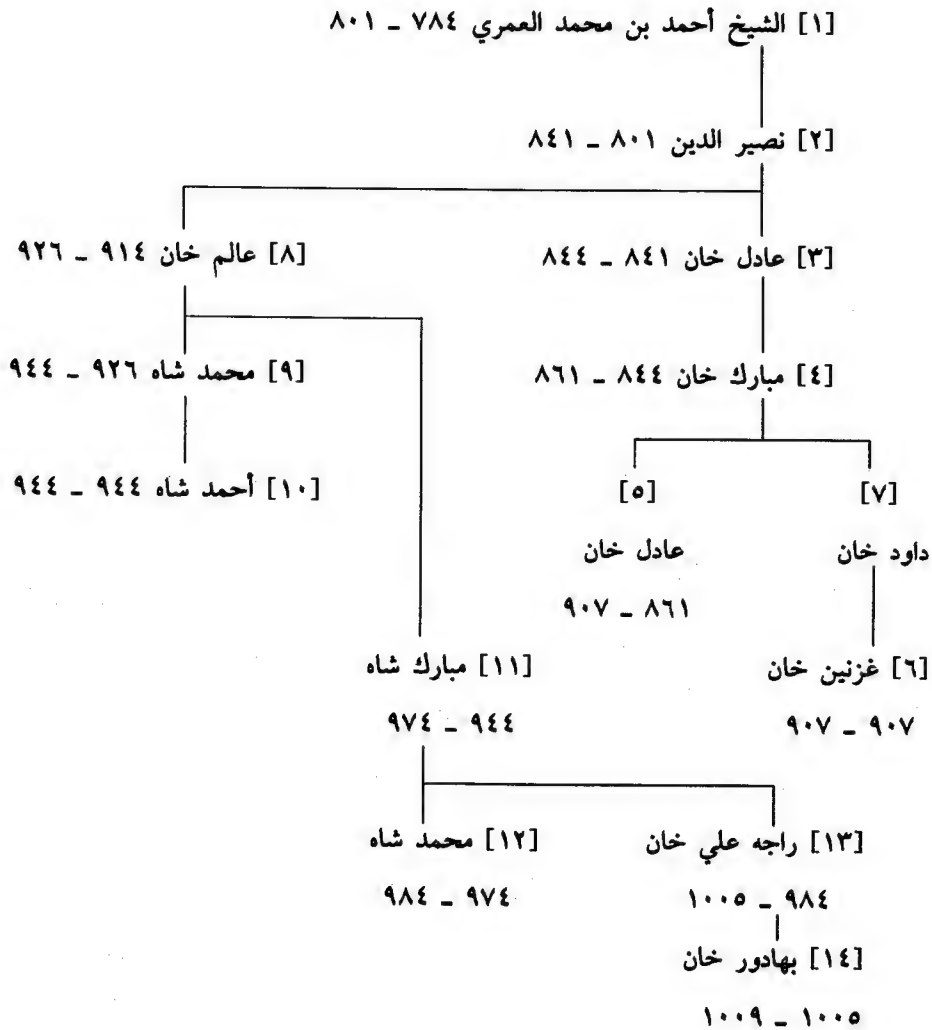 [١] الشيخ أحمد بن محمد العمري ٧٨٤ ـ ٨٠١
[٢] نصير الدين ٨٠١ ـ ٨٤١
[٣] عادل خان ٨٤١ ـ ٨٤٤
[٨] عالم خان ٩١٤ ـ ٩٢٦
[٤] مبارك خان ٨٤٤ ـ ٨٦١
[٩] محمد شاه ٩٢٦ ـ ٩٤٤
[٧]
[٥]
[١٠] أحمد شاه ٩٤٤ ـ ٩٤٤
داود خان
عادل خان
٨٦١ ـ ٩٠٧
[٦] غزنين خان
[١١] مبارك شاه
٩٠٧ ـ ٩٠٧
٩٤٤ ـ ٩٧٤
[١٣] راجه علي خان
[١٢] محمد شاه
٩٨٤ ـ ١٠٠٥
٩٧٤ ـ ٩٨٤
[١٤] بهادور خان
١٠٠٥ ـ ١٠٠٩